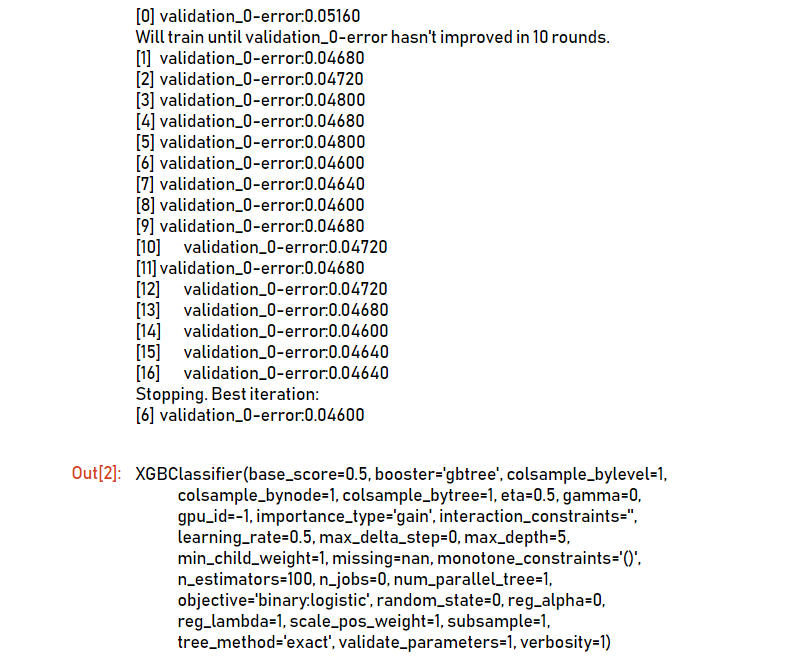 [0] validation_0-error:0.05160
Will train until validation_0-error hasn't improved in 10 rounds.
[1] validation_0-error:0.04680
[2] validation_0-error:0.04720
[3] validation_0-error:0.04800
[4] validation_0-error:0.04680
[5] validation_0-error:0.04800
[6] validation_0-error:0.04600
[7] validation_0-error:0.04640
[8] validation_0-error:0.04600
[9] validation_0-error:0.04680
[10] validation_0-error:0.04720
[11] validation_0-error:0.04680
[12] validation_0-error:0.04720
[13] validation_0-error:0.04680
[14] validation_0-error:0.04600
[15] validation_0-error:0.04640
[16] validation_0-error:0.04640
Stopping. Best iteration:
[6] validation_0-error:0.04600
Out[2]: XGBClassifier(base_score=0.5, booster='gbtree', colsample_bylevel=1,
colsample_bynode=1, colsample_bytree=1, eta=0.5, gamma=0,
gpu_id=-1, importance_type='gain', interaction_constraints='',
learning_rate=0.5, max_delta_step=0, max_depth=5,
min_child_weight=1, missing=nan, monotone_constraints='()',
n_estimators=100, n_jobs=0, num_parallel_tree=1,
objective='binary:logistic', random_state=0, reg_alpha=0,
reg_lambda=1, scale_pos_weight=1, subsample=1,
tree_method='exact', validate_parameters=1, verbosity=1)